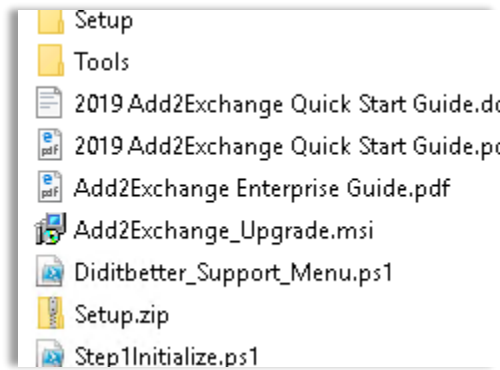 Setup
Tools
2019 Add2Exchange Quick Start Guide.do
2019 Add2Exchange Quick Start Guide.pd
Add2Exchange Enterprise Guide.pdf
Add2Exchange_Upgrade.msi
Diditbetter_Support_Menu.ps1
Setup.zip
Step1Initialize.ps1